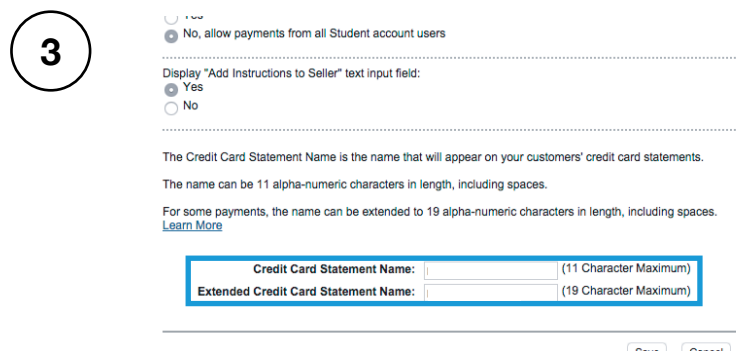 3
Yes
No, allow payments from all Student account users
Display "Add Instructions to Seller" text input field:
Yes
No
The Credit Card Statement Name is the name that will appear on your customers' credit card statements.
The name can be 11 alpha-numeric characters in length, including spaces.
For some payments, the name can be extended to 19 alpha-numeric characters in length, including spaces.
Learn More
Credit Card Statement Name: (11 Character Maximum)
Extended Credit Card Statement Name: (19 Character Maximum)
Save Cancel